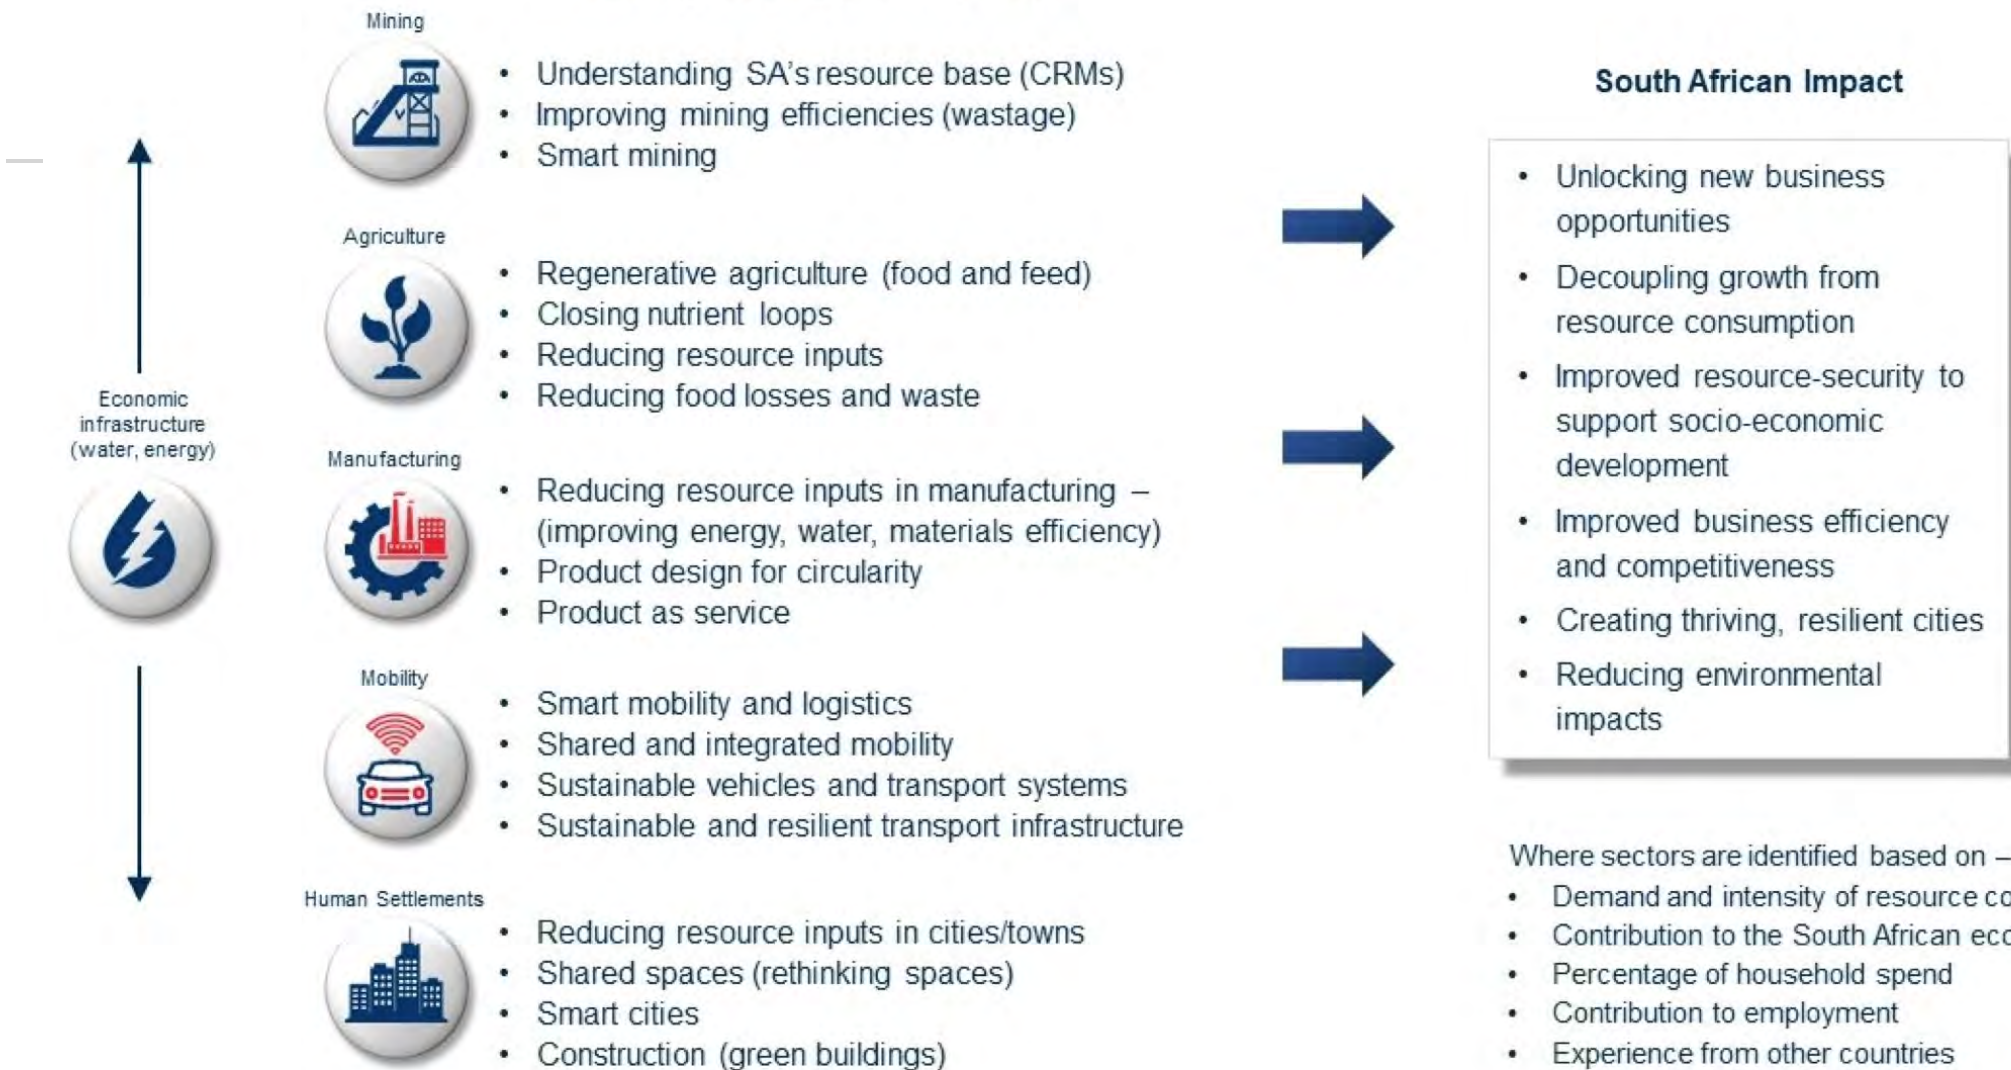 Mining
• Understanding SA's resource base (CRMs)
• Improving mining efficiencies (wastage)
• Smart mining
Agriculture
• Regenerative agriculture (food and feed)
• Closing nutrient loops
• Reducing resource inputs
• Reducing food losses and waste
Economic
infrastructure
(water, energy)
Manufacturing
• Reducing resource inputs in manufacturing –
(improving energy, water, materials efficiency)
• Product design for circularity
• Product as service
Mobility
• Smart mobility and logistics
• Shared and integrated mobility
• Sustainable vehicles and transport systems
• Sustainable and resilient transport infrastructure
Human Settlements
• Reducing resource inputs in cities/towns
• Shared spaces (rethinking spaces)
• Smart cities
• Construction (green buildings)
South African Impact
• Unlocking new business
opportunities
• Decoupling growth from
resource consumption
• Improved resource-security to
support socio-economic
development
• Improved business efficiency
and competitiveness
• Creating thriving, resilient cities
• Reducing environmental
impacts
Where sectors are identified based on –
• Demand and intensity of resource
• Contribution to the South African
• Percentage of household spend
• Contribution to employment
• Experience from other countries